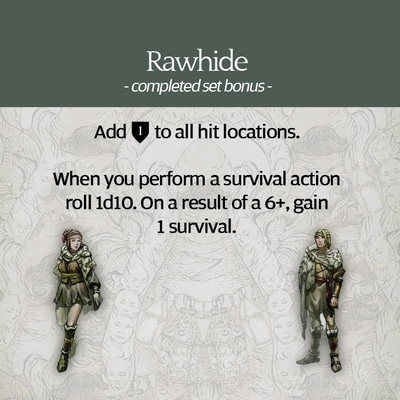 Rawhide
- completed set bonus -
Add 1 to all hit locations.
When you perform a survival action
roll 1d10. On a result of a 6+, gain
1 survival.